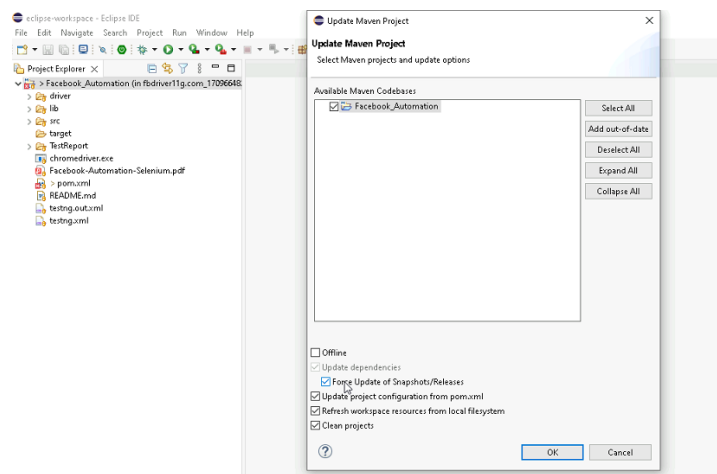 eclipse-workspace - Eclipse IDE
File Edit Navigate Search Project Run Window Help
Project Explorer
> Facebook_Automation (in fbdriver11g.com_17096648
driver
lib
src
target
TestReport
chromedriver.exe
Facebook-Automation-Selenium.pdf
> pom.xml
README.md
testng.out.xml
testng.xml
Update Maven Project
Update Maven Project
Select Maven projects and update options
Available Maven Codebases
Facebook_Automation
Select All
Add out-of-date
Deselect All
Expand All
Collapse All
Offline
Update dependencies
Force Update of Snapshots/Releases
Update project configuration from pom.xml
Refresh workspace resources from local filesystem
Clean projects
OK Cancel